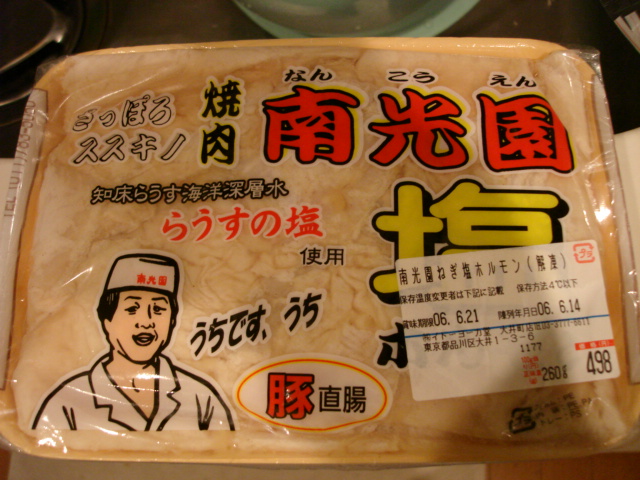 なん こう えん
さっぽろ
ススキノ
焼肉
南光園
知床らうす海洋深層水
らうすの塩
使用
塩
ホ
南光園
うちです、うち
豚直腸
南光園ねぎ塩ホルモン(解凍)
保存温度変更者は下記に記載 保存方法4℃以下
賞味期限06. 6.21 陳列年月日06. 6.14
東京都品川区大井1-3-6
1177
260g
498
プラ